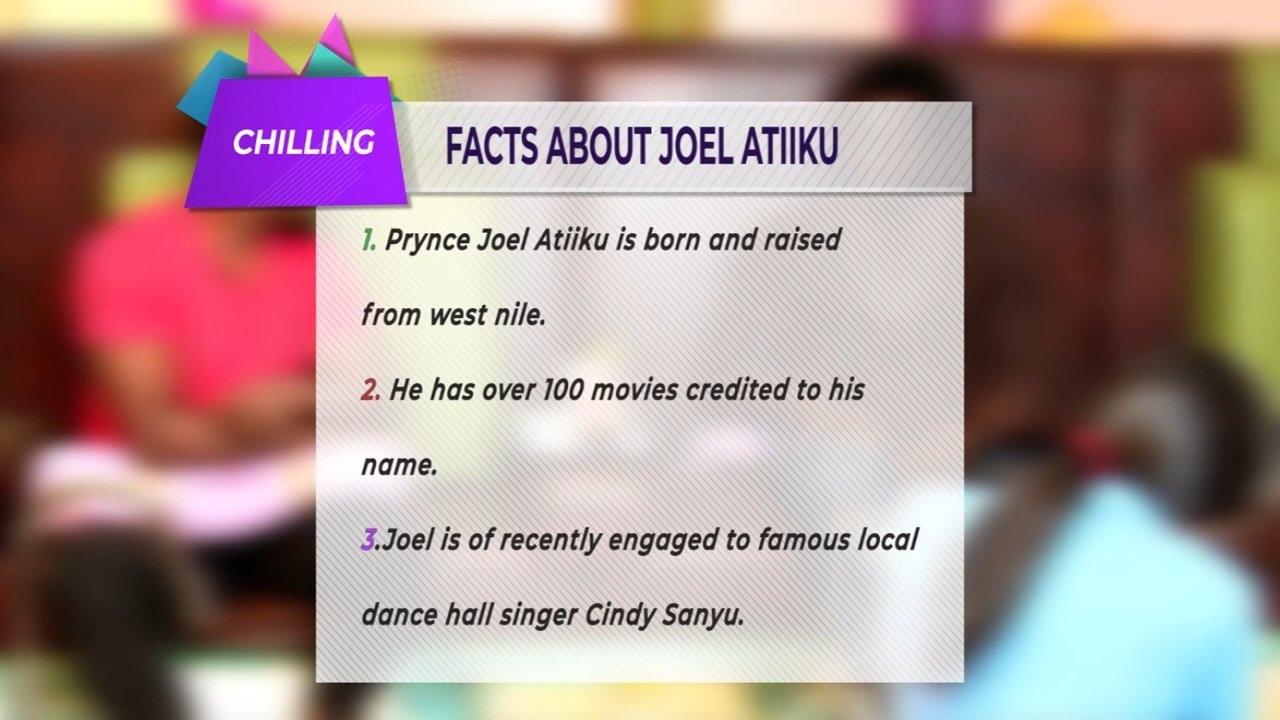 CHILLING
FACTS ABOUT JOEL ATIIKU
1. Prynce Joel Atiiku is born and raised
from west nile.
2. He has over 100 movies credited to his
name.
3.Joel is of recently engaged to famous local
dance hall singer Cindy Sanyu.